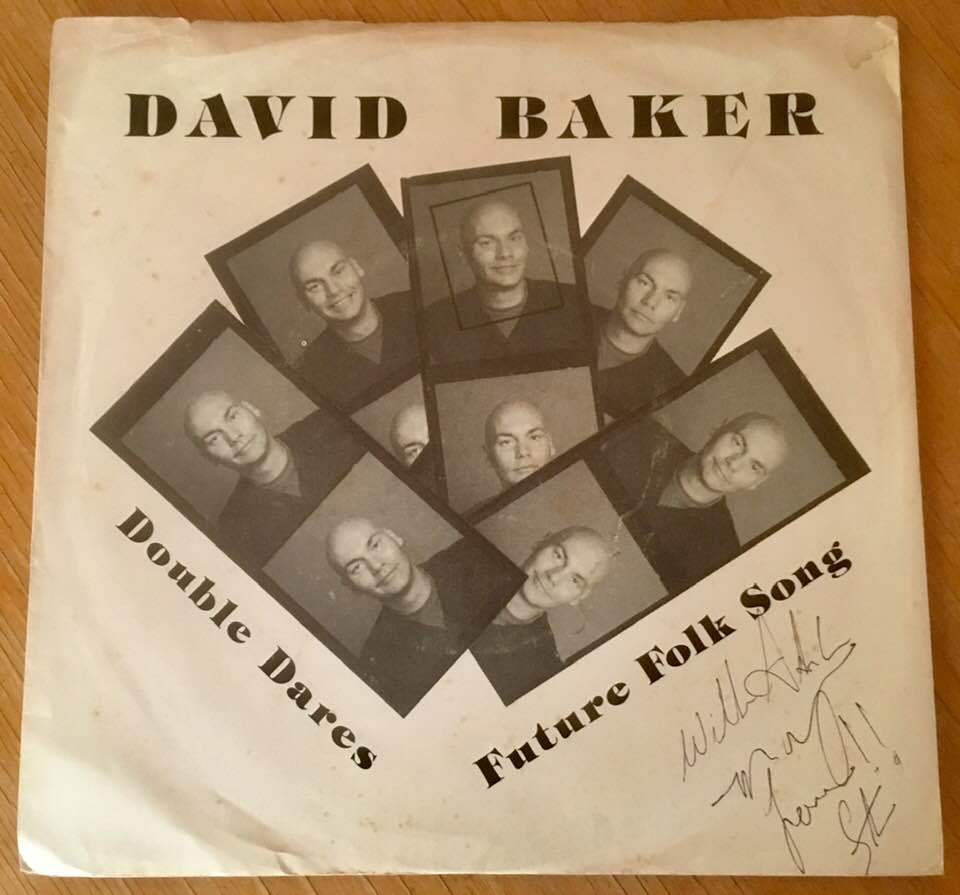 DAVID BAKER
Double Dares
Future Folk Song